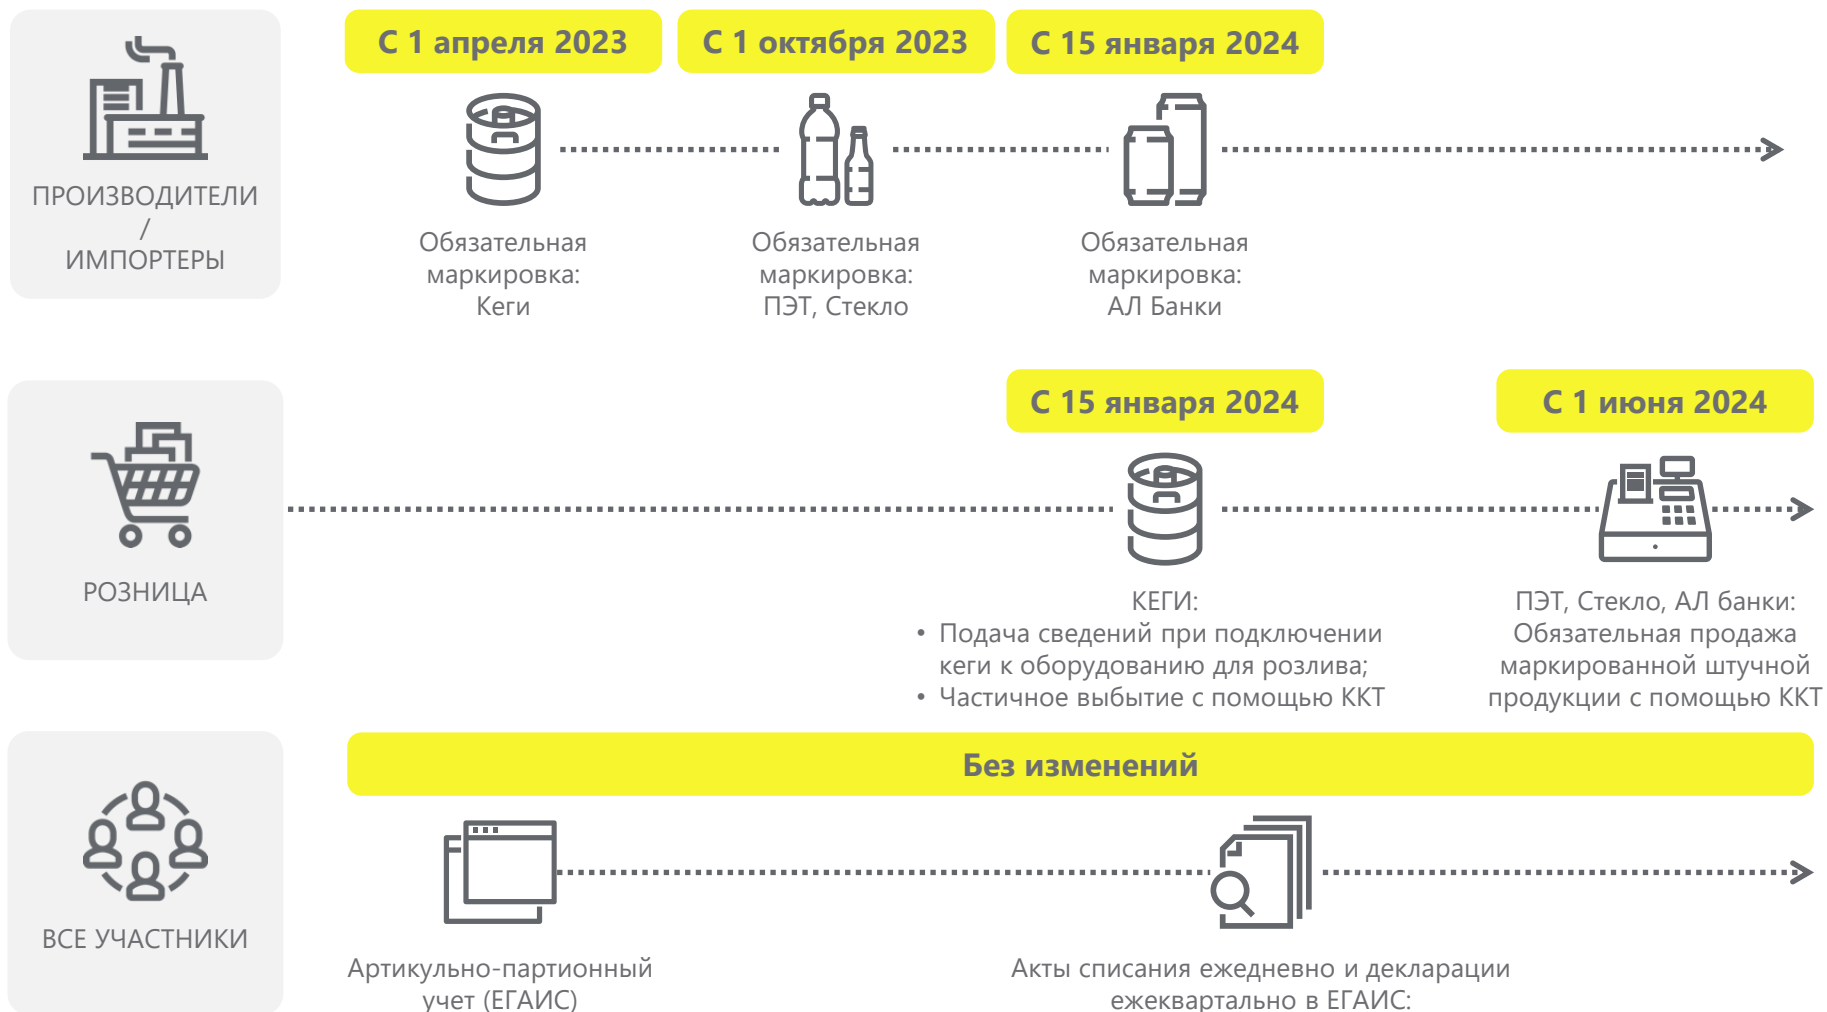 С 1 апреля 2023
С 1 октября 2023
С 15 января 2024
ПРОИЗВОДИТЕЛИ
/
ИМПОРТЕРЫ
Обязательная
маркировка:
Кеги
Обязательная
маркировка:
ПЭТ, Стекло
Обязательная
маркировка:
АЛ Банки
С 15 января 2024
С 1 июня 2024
РОЗНИЦА
КЕГИ:
• Подача сведений при подключении
кеги к оборудованию для розлива;
• Частичное выбытие с помощью ККТ
ПЭТ, Стекло, АЛ банки:
Обязательная продажа
маркированной штучной
продукции с помощью ККТ
Без изменений
ВСЕ УЧАСТНИКИ
Артикульно-партионный
учет (ЕГАИС)
Акты списания ежедневно и декларации
ежеквартально в ЕГАИС: